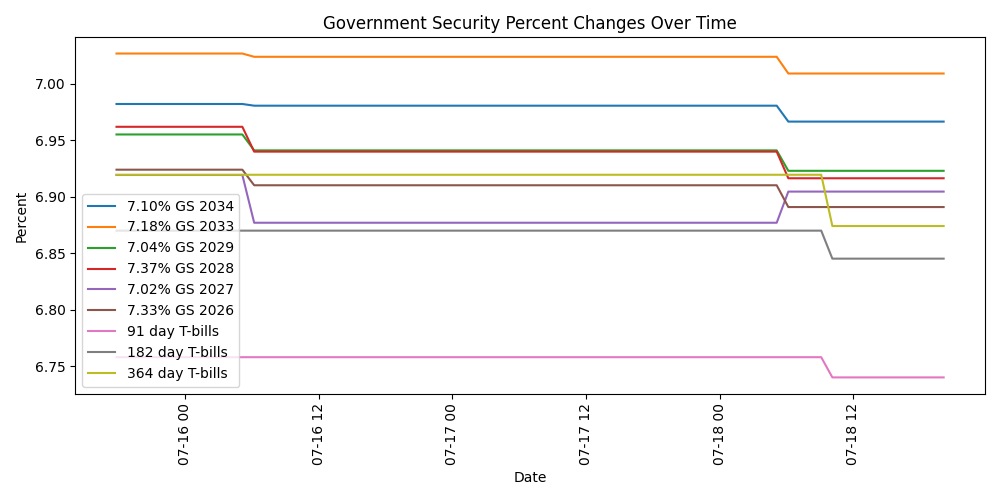 Government Security Percent Changes Over Time
Percent
7.00
6.95
6.90
6.85
6.80
6.75
7.10% GS 2034
7.18% GS 2033
7.04% GS 2029
7.37% GS 2028
7.02% GS 2027
7.33% GS 2026
91 day T-bills
182 day T-bills
364 day T-bills
07-16 00
07-16 12
07-17 00
07-17 12
07-18 00
07-18 12
Date